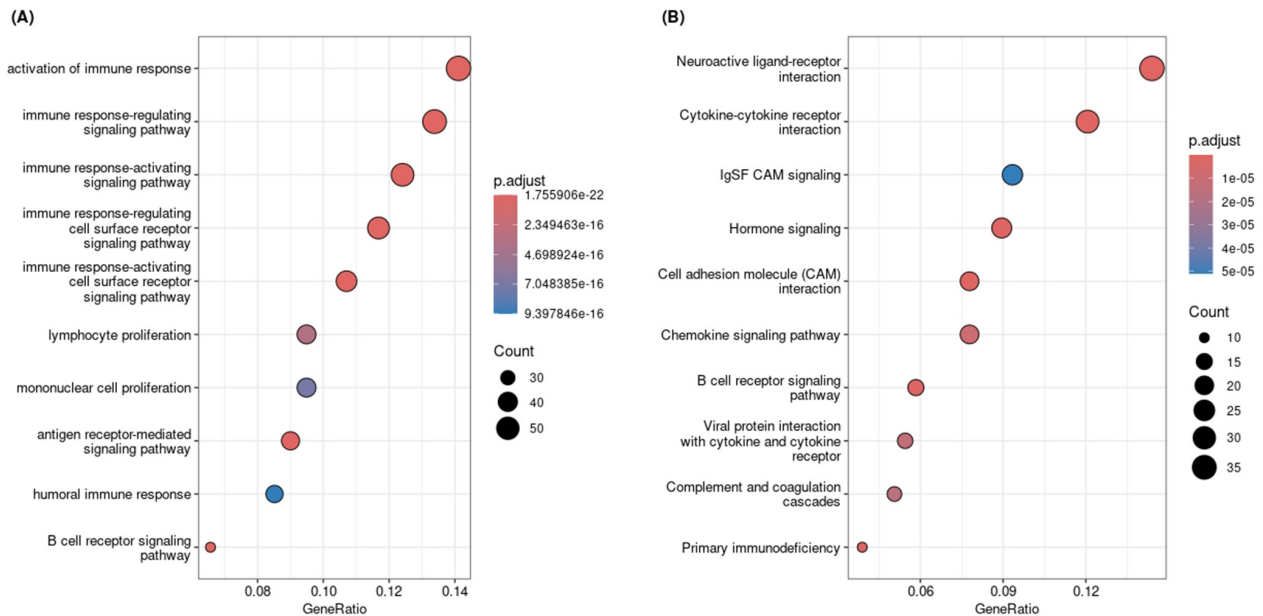 (A)
activation of immune response
immune response-regulating
signaling pathway
immune response-activating
signaling pathway
immune response-regulating
cell surface receptor
signaling pathway
immune response-activating
cell surface receptor
signaling pathway
lymphocyte proliferation
mononuclear cell proliferation
antigen receptor-mediated
signaling pathway
humoral immune response
B cell receptor signaling
pathway
0.08 0.10 0.12 0.14
GeneRatio
p.adjust
1.755906e-22
2.349463e-16
4.698924e-16
7.048385e-16
9.397846e-16
Count
30
40
50
(B)
Neuroactive ligand-receptor
interaction
Cytokine-cytokine receptor
interaction
IgSF CAM signaling
Hormone signaling
Cell adhesion molecule (CAM)
interaction
Chemokine signaling pathway
B cell receptor signaling
pathway
Viral protein interaction
with cytokine and cytokine
receptor
Complement and coagulation
cascades
Primary immunodeficiency
0.06 0.09 0.12
GeneRatio
p.adjust
1e-05
2e-05
3e-05
4e-05
5e-05
Count
10
15
20
25
30
35